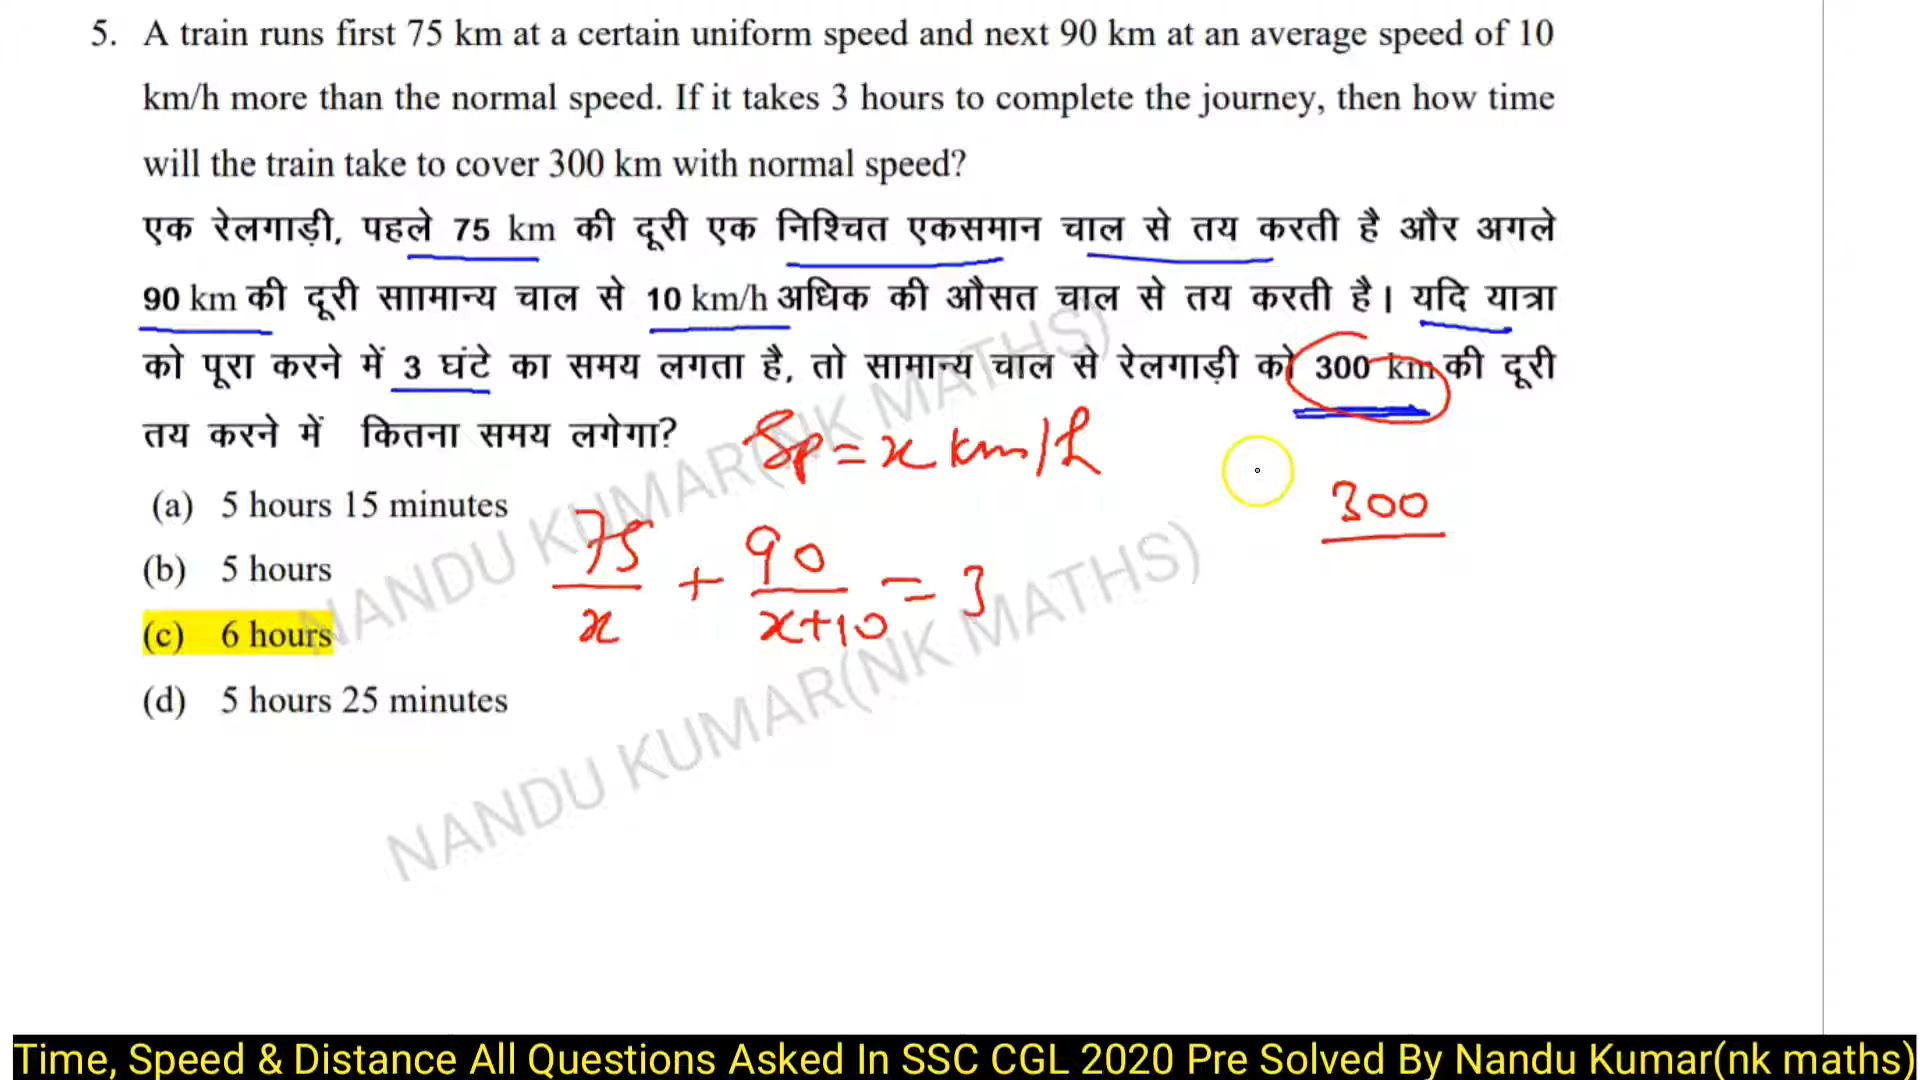 5. A train runs first 75 km at a certain uniform speed and next 90 km at an average speed of 10
km/h more than the normal speed. If it takes 3 hours to complete the journey, then how time
will the train take to cover 300 km with normal speed?
एक रेलगाड़ी, पहले 75 km की दूरी एक निश्चित एकसमान चाल से तय करती है और अगले
90 km की दूरी साामान्य चाल से 10 km/h अधिक की औसत चाल से तय करती है। यदि यात्रा
को पूरा करने में 3 घंटे का समय लगता है, तो सामान्य चाल से रेलगाड़ी को 300 km की दूरी
तय करने में कितना समय लगेगा?
Sp = x km/h
(a) 5 hours 15 minutes
(b) 5 hours
(c) 6 hours
(d) 5 hours 25 minutes
75/x + 90/x+10 = 3
300
NANDU KUMAR(NK MATHS)
NANDU KUMAR(NK MATHS)
Time, Speed & Distance All Questions Asked In SSC CGL 2020 Pre Solved By Nandu Kumar(nk maths)